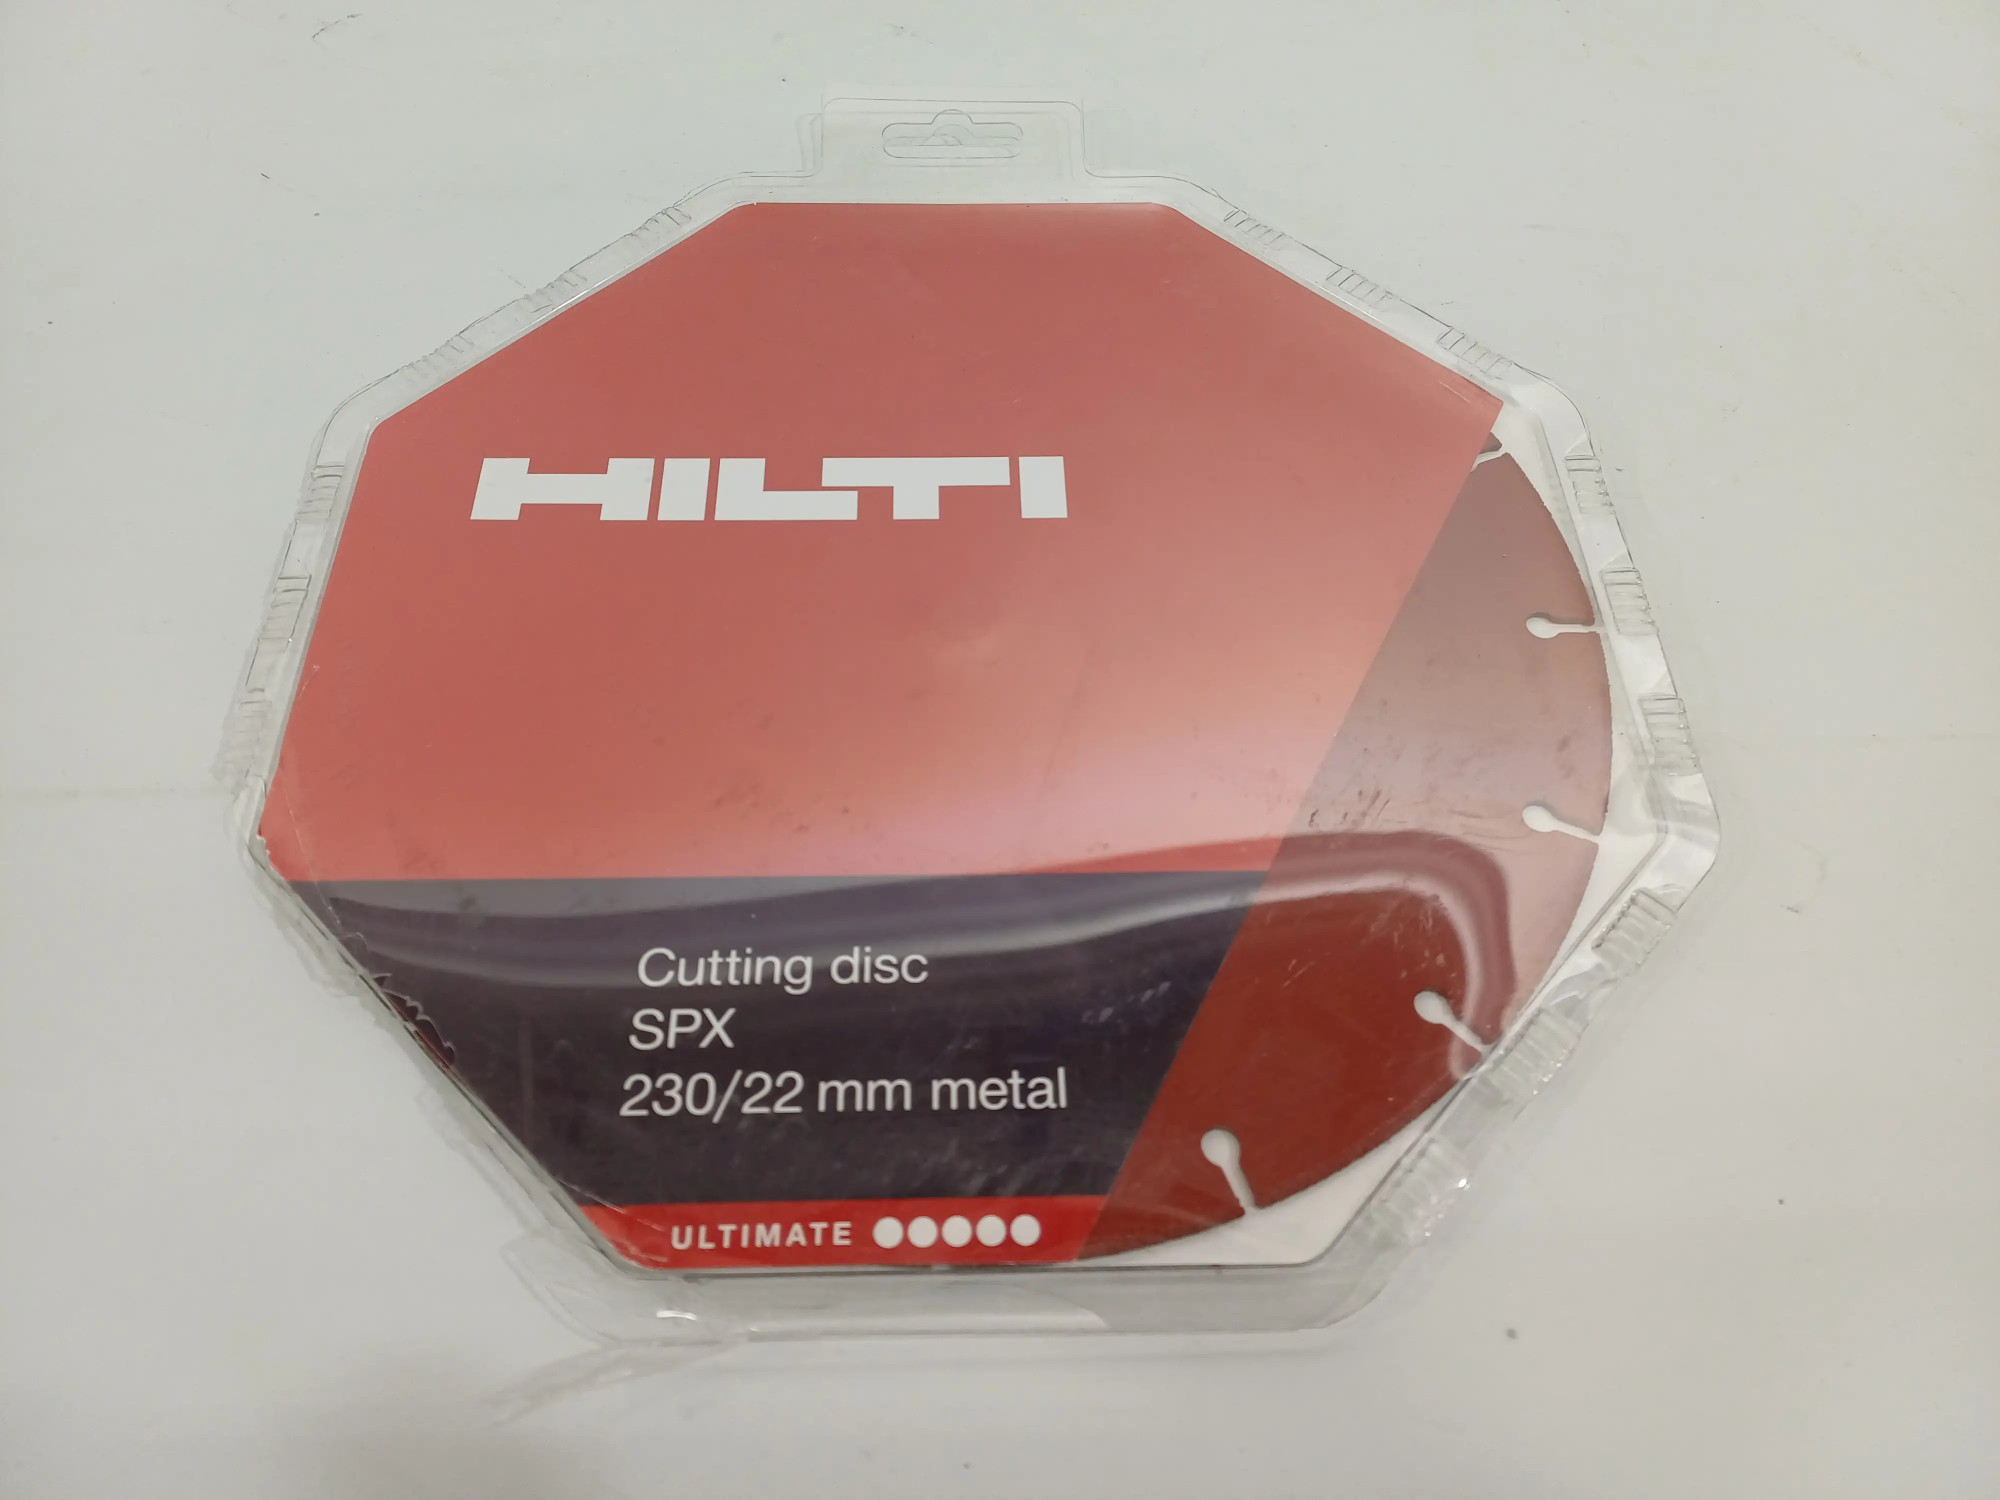 HILTI
Cutting disc
SPX
230/22 mm metal
ULTIMATE